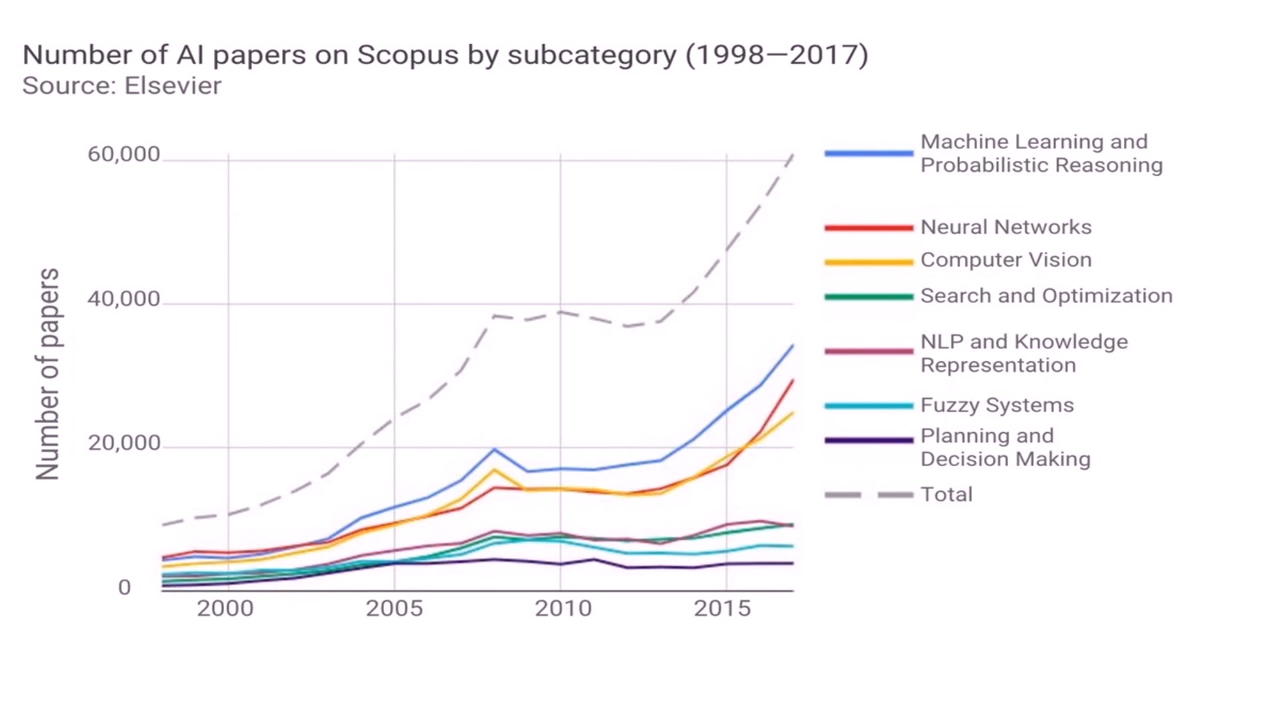 Number of AI papers on Scopus by subcategory (1998—2017)
Source: Elsevier
Number of papers
60,000
40,000
20,000
0
2000
2005
2010
2015
Machine Learning and
Probabilistic Reasoning
Neural Networks
Computer Vision
Search and Optimization
NLP and Knowledge
Representation
Fuzzy Systems
Planning and
Decision Making
Total